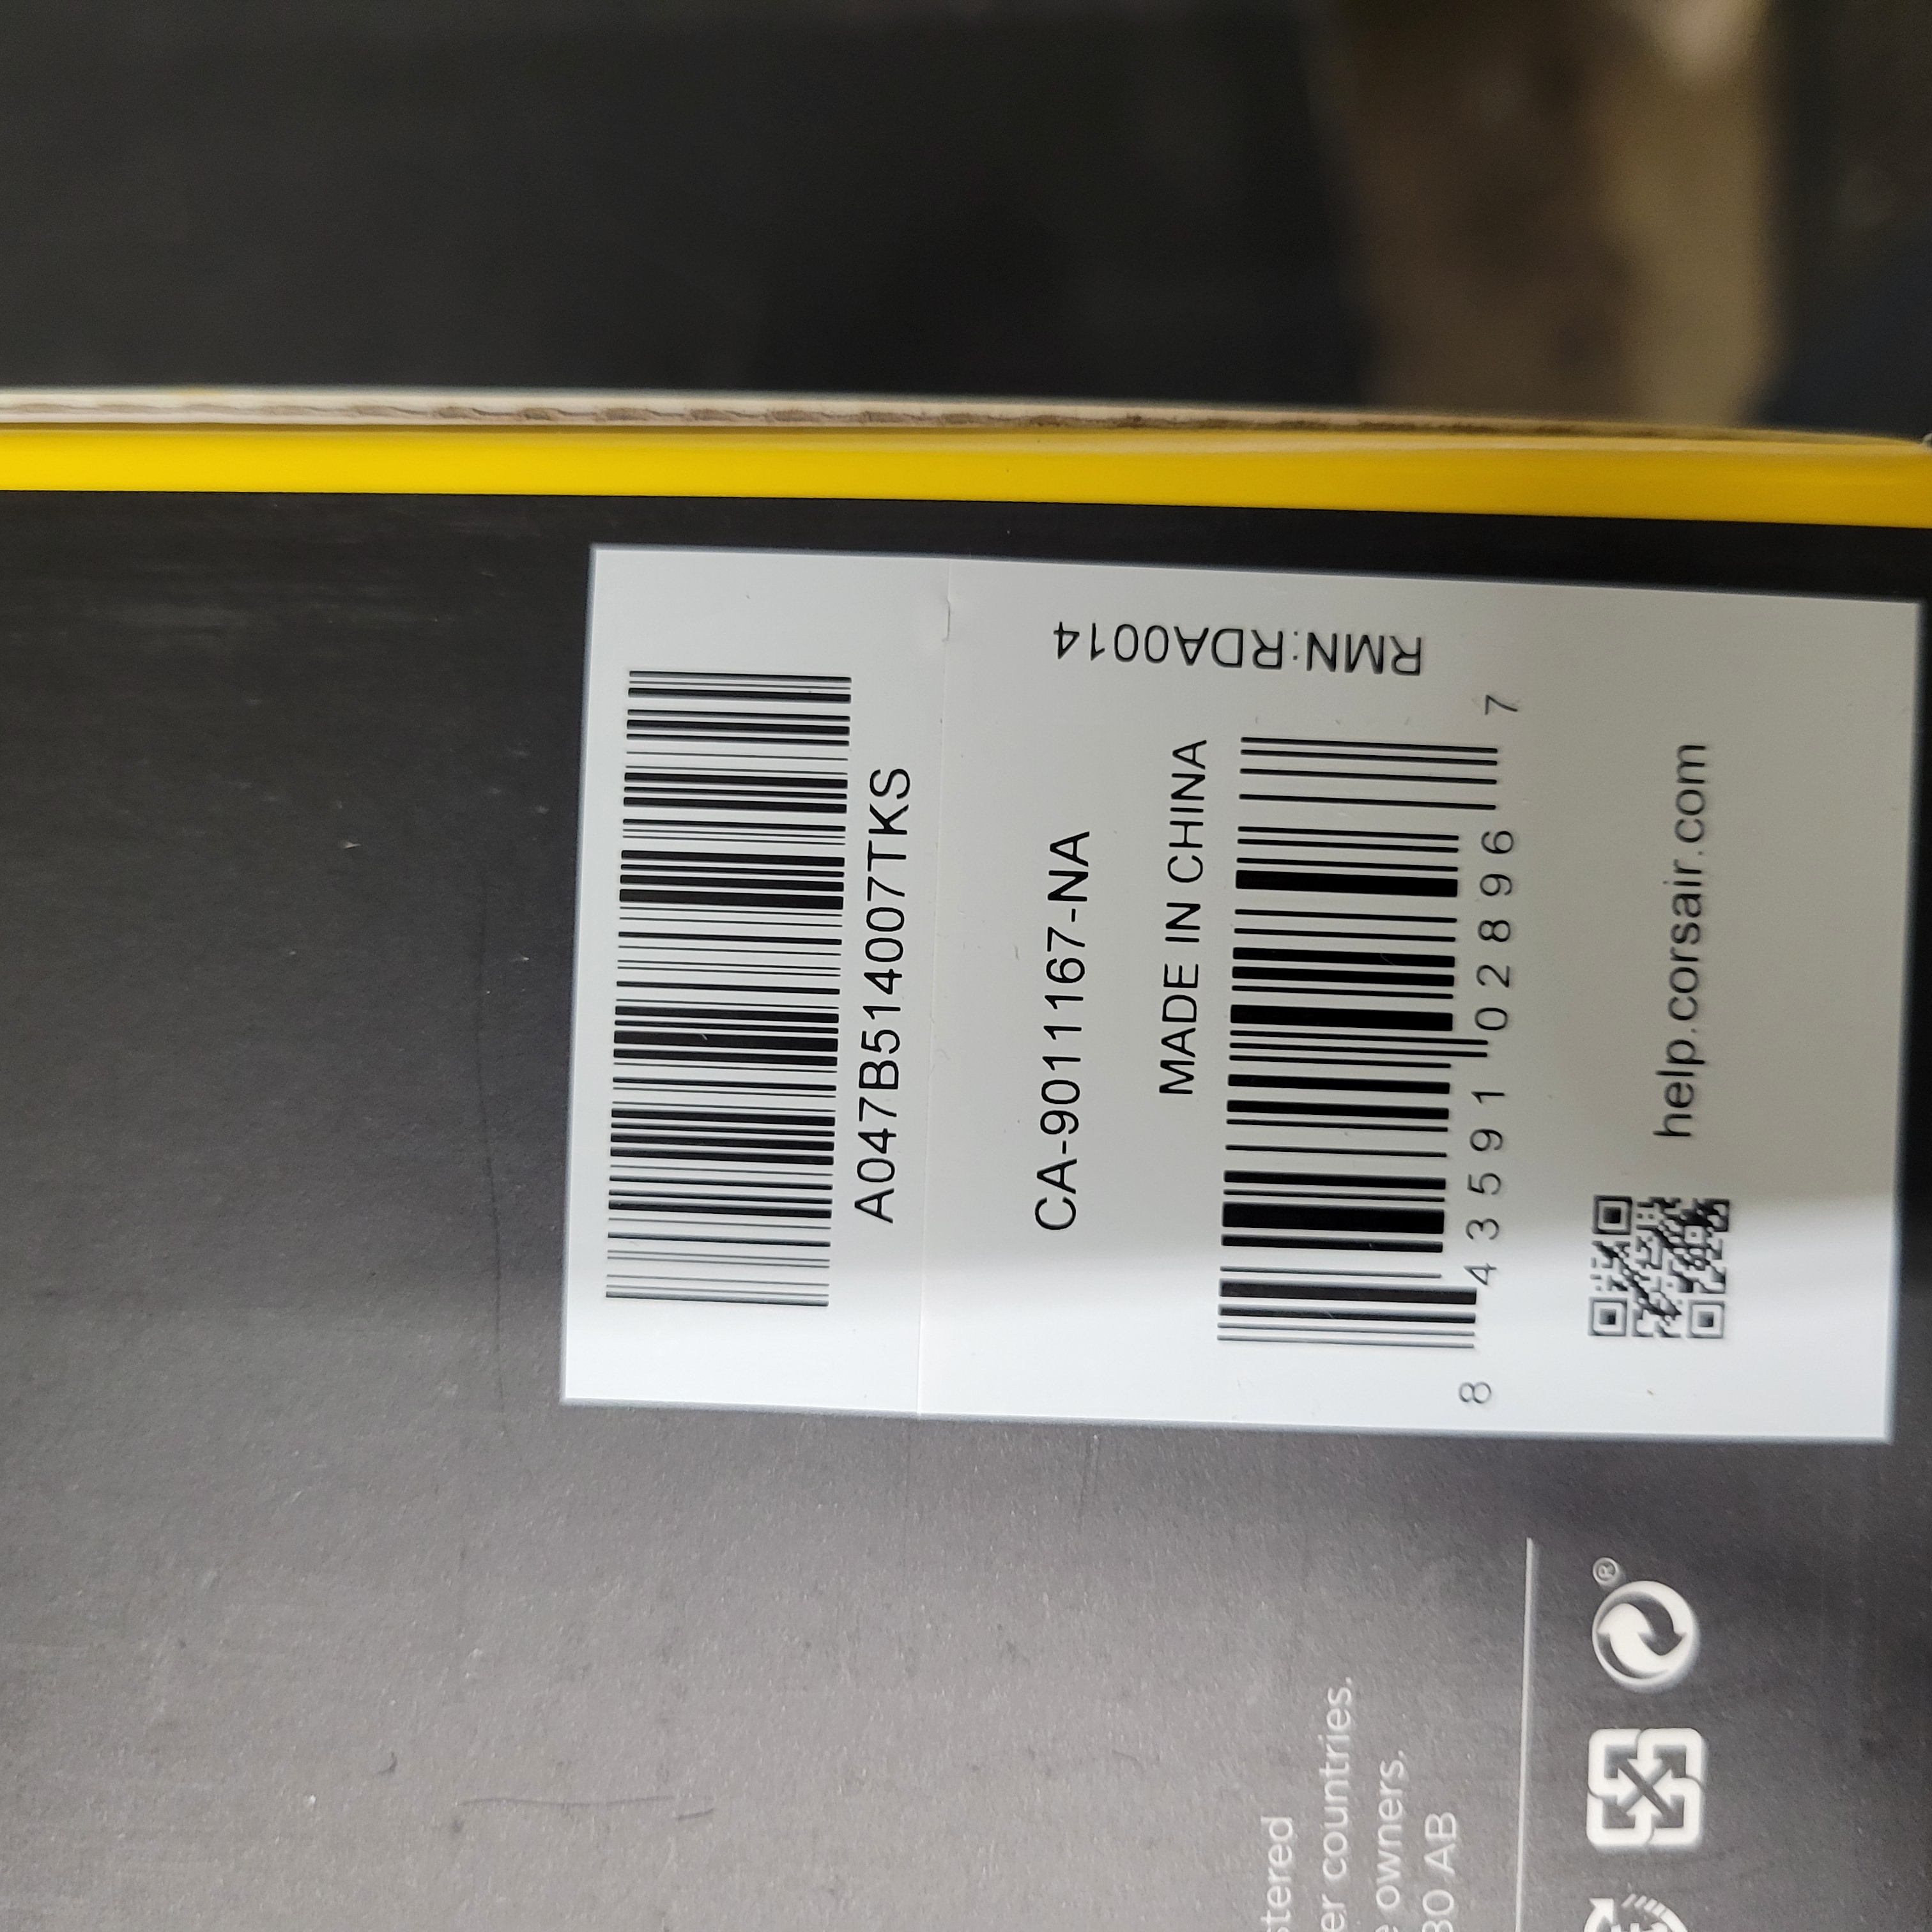 A047B514007TKS
CA-9011167-NA
MADE IN CHINA
RMN:RDA0014
8 43591 02896 7
help.corsair.com
stered
er countries.
owners.
30 AB
®